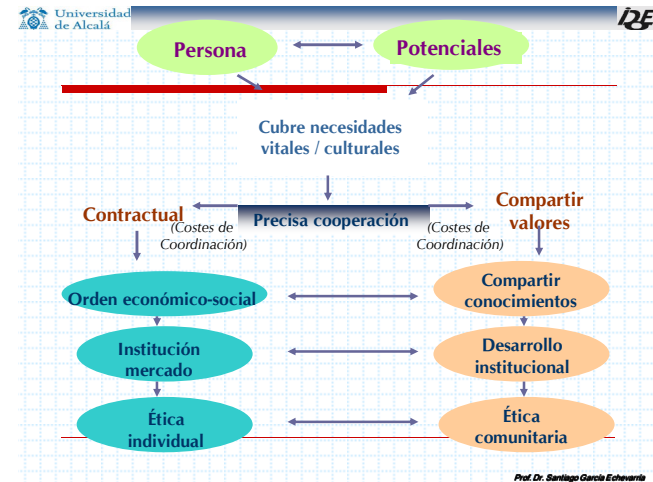 Universidad
de Alcalá
Persona
Potenciales
Cubre necesidades
vitales / culturales
Contractual
(Costes de
Coordinación)
Precisa cooperación
(Costes de
Coordinación)
Compartir
valores
Orden económico-social
Compartir
conocimientos
Institución
mercado
Desarrollo
institucional
Ética
individual
Ética
comunitaria
Prof. Dr. Santiago García Echevarría